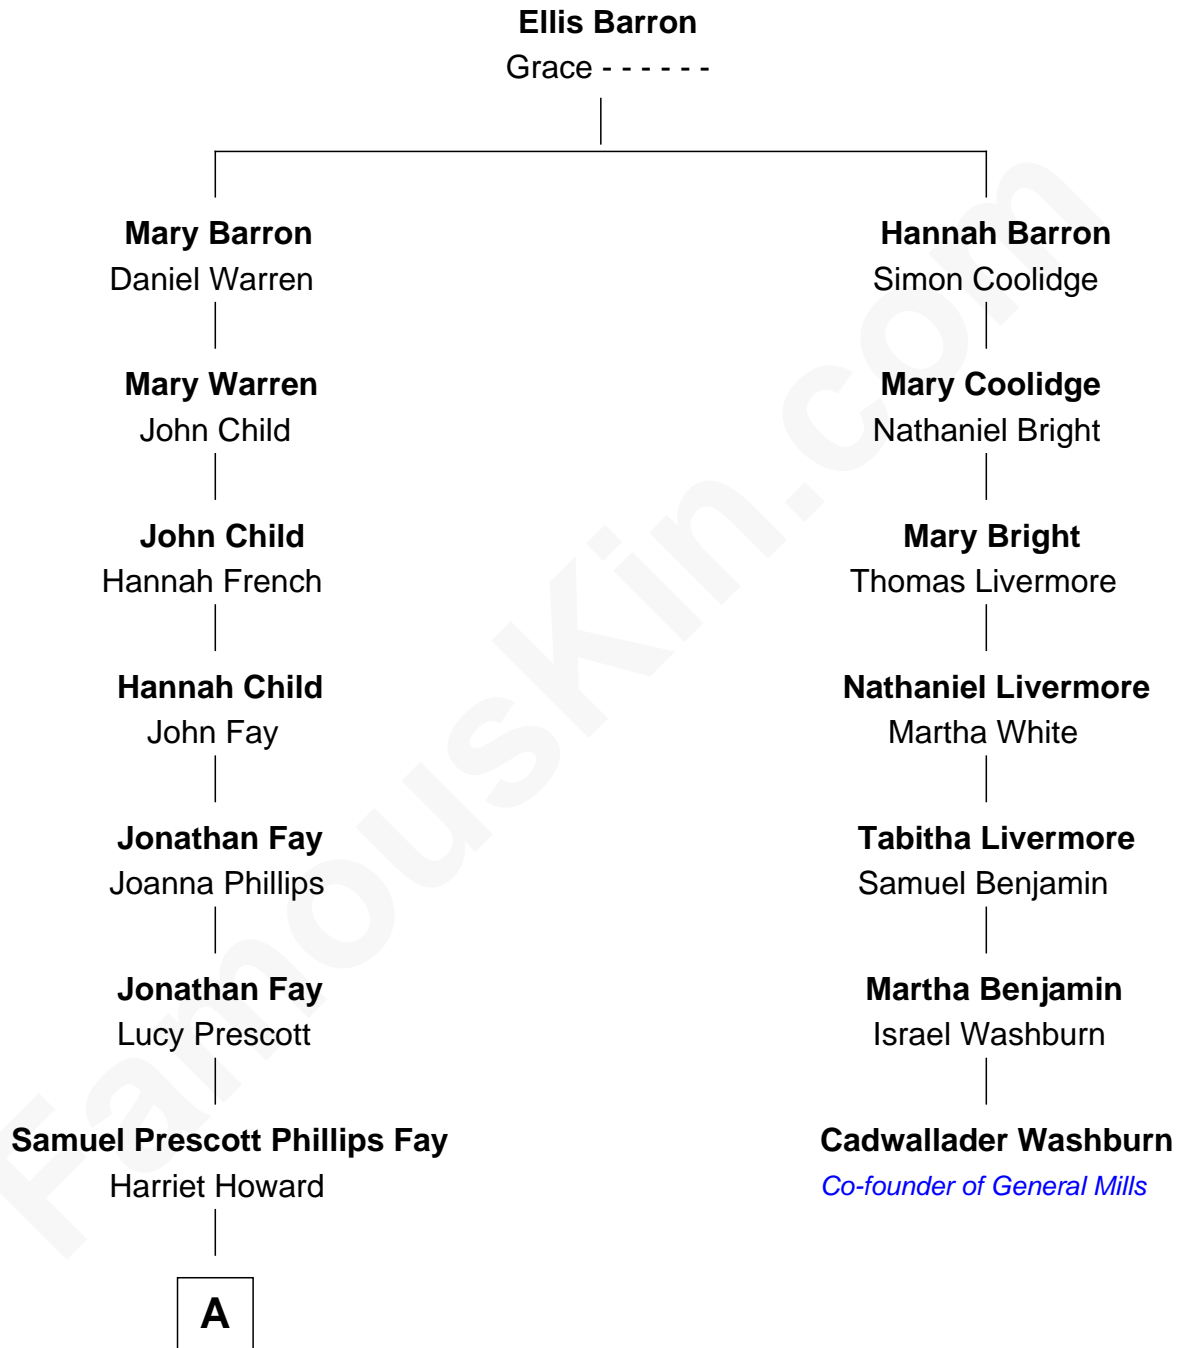 Ellis Barron
Grace - - - - - -
Mary Barron
Daniel Warren
Hannah Barron
Simon Coolidge
Mary Warren
John Child
Mary Coolidge
Nathaniel Bright
John Child
Hannah French
Mary Bright
Thomas Livermore
Hannah Child
John Fay
Nathaniel Livermore
Martha White
Jonathan Fay
Joanna Phillips
Tabitha Livermore
Samuel Benjamin
Jonathan Fay
Lucy Prescott
Martha Benjamin
Israel Washburn
Samuel Prescott Phillips Fay
Harriet Howard
Cadwallader Washburn
Co-founder of General Mills
A
FamousKin.com